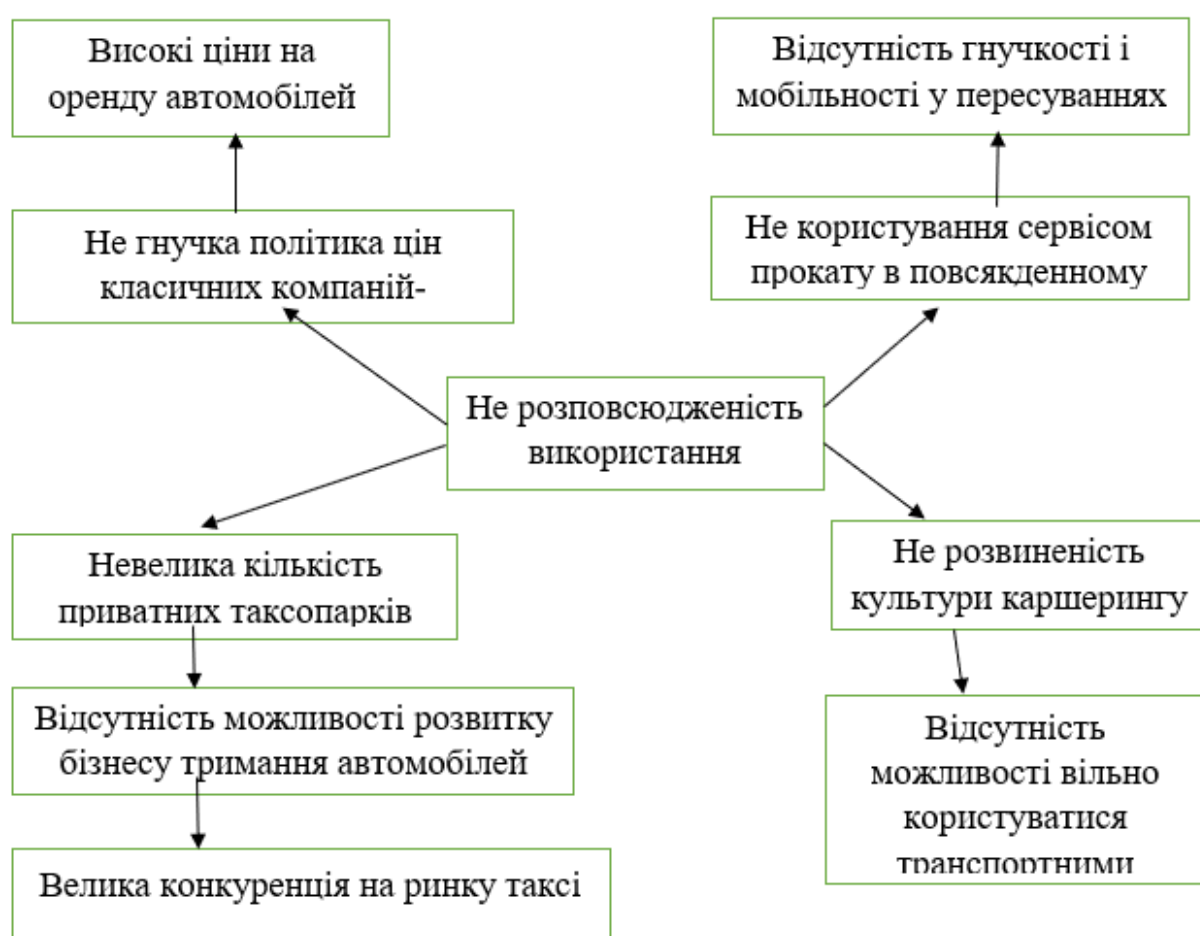 Високі ціни на
оренду автомобілей
Відсутність гнучкості і
мобільності у пересуваннях
Не гнучка політика цін
класичних компаній-
Не користування сервісом
прокату в повсякденному
Не розповсюдженість
використання
Невелика кількість
приватних таксопарків
Не розвиненість
культури каршерингу
Відсутність можливості розвитку
бізнесу тримання автомобілей
Відсутність
можливості вільно
користуватися
транспортними
Велика конкуренція на ринку таксі